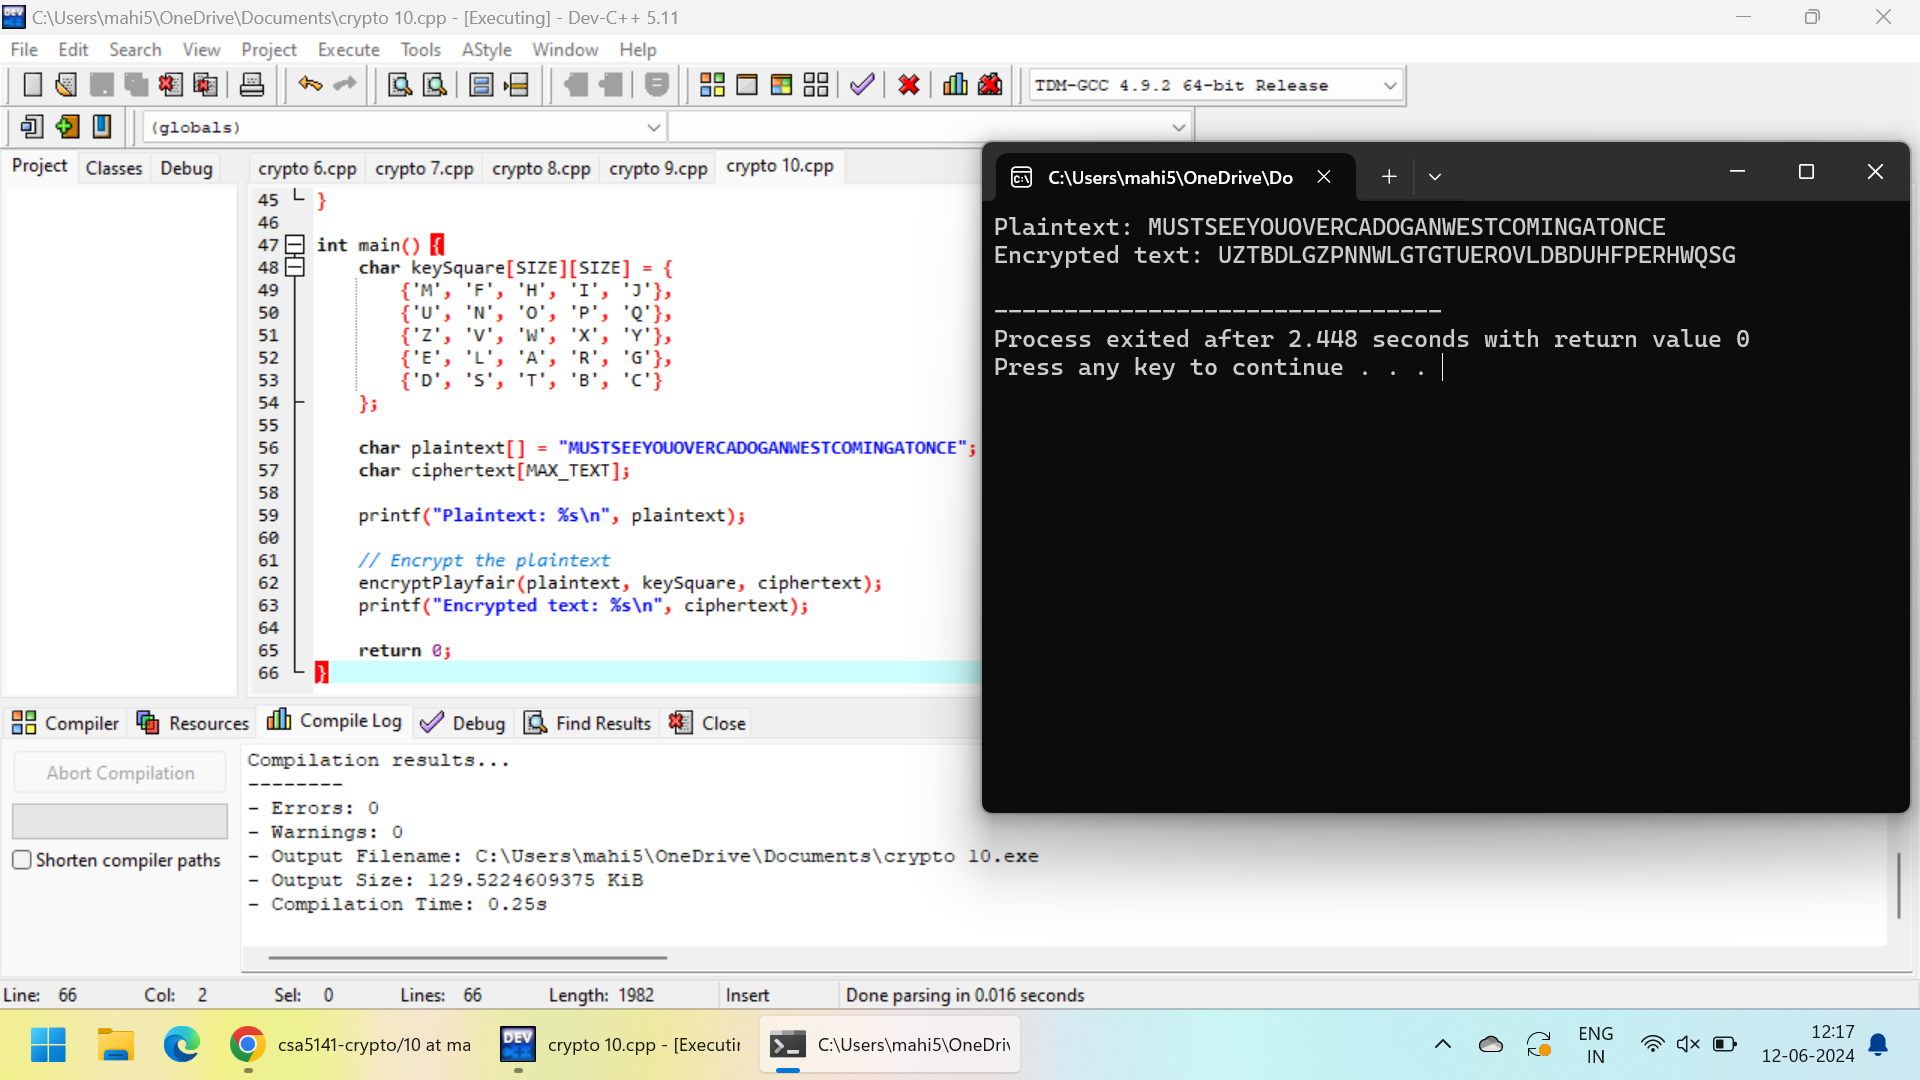 C:\Users\mahi5\OneDrive\Documents\crypto 10.cpp - [Executing] - Dev-C++ 5.11
File Edit Search View Project Execute Tools AStyle Window Help
TDM-GCC 4.9.2 64-bit Release
(globals)
Project Classes Debug
crypto 6.cpp crypto 7.cpp crypto 8.cpp crypto 9.cpp crypto 10.cpp
45 }
46
47 int main() {
48 char keySquare[SIZE][SIZE] = {
49 {'M', 'F', 'H', 'I', 'J'},
50 {'U', 'N', 'O', 'P', 'Q'},
51 {'Z', 'V', 'W', 'X', 'Y'},
52 {'E', 'L', 'A', 'R', 'G'},
53 {'D', 'S', 'T', 'B', 'C'}
54 };
55
56 char plaintext[] = "MUSTSEEYOUOVERCADOGANWESTCOMINGATONCE";
57 char ciphertext[MAX_TEXT];
58
59 printf("Plaintext: %s\n", plaintext);
60
61 // Encrypt the plaintext
62 encryptPlayfair(plaintext, keySquare, ciphertext);
63 printf("Encrypted text: %s\n", ciphertext);
64
65 return 0;
66 }
C:\Users\mahi5\OneDrive\Do
Plaintext: MUSTSEEYOUOVERCADOGANWESTCOMINGATONCE
Encrypted text: UZTBDLGZPNNWLGTGTUEROVLDBDUHFPERHWQSG
--------------------------------
Process exited after 2.448 seconds with return value 0
Press any key to continue . . .
Compiler Resources Compile Log Debug Find Results Close
Abort Compilation
Shorten compiler paths
Compilation results...
--------
- Errors: 0
- Warnings: 0
- Output Filename: C:\Users\mahi5\OneDrive\Documents\crypto 10.exe
- Output Size: 129.5224609375 KiB
- Compilation Time: 0.25s
Line: 66 Col: 2 Sel: 0 Lines: 66 Length: 1982 Insert Done parsing in 0.016 seconds
csa5141-crypto/10 at ma
DEV
crypto 10.cpp - [Executir
C:\Users\mahi5\OneDriv
ENG
IN
12:17
12-06-2024